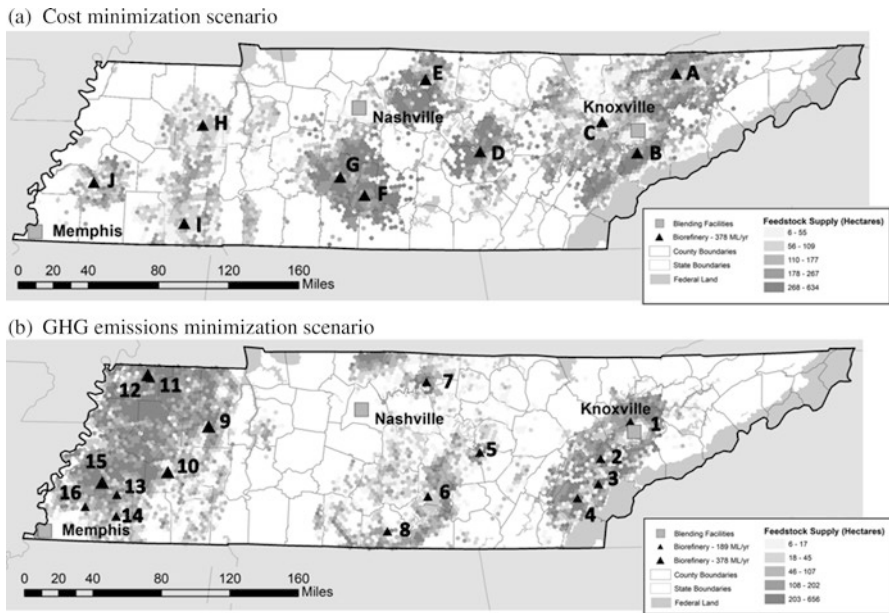 (a) Cost minimization scenario
A
E
Knoxville
H
Nashville
C
D
B
G
J
F
I
Memphis
0 20 40 80 120 160
Miles
Blending Facilities
Biorefinery - 378 ML/yr
County Boundaries
State Boundaries
Federal Land
Feedstock Supply (Hectares)
6 - 55
56 - 109
110 - 177
178 - 267
268 - 634
(b) GHG emissions minimization scenario
12 11
7
Knoxville
Nashville
1
9
5
2
10
15
13
6
3
16
4
14
8
Memphis
0 20 40 80 120 160
Miles
Blending Facilities
Biorefinery - 189 ML/yr
Biorefinery - 378 ML/yr
County Boundaries
State Boundaries
Federal Land
Feedstock Supply (Hectares)
6 - 17
18 - 45
46 - 107
108 - 202
203 - 656